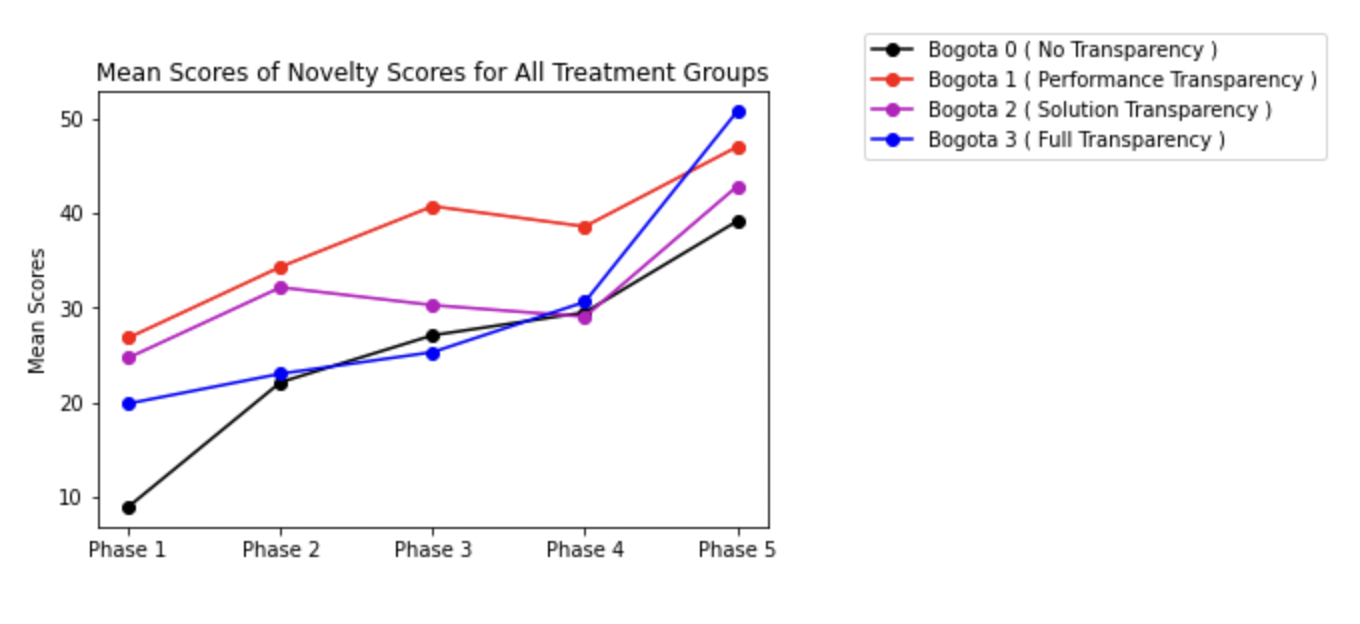 Mean Scores of Novelty Scores for All Treatment Groups
Bogota 0 ( No Transparency )
Bogota 1 ( Performance Transparency )
Bogota 2 ( Solution Transparency )
Bogota 3 ( Full Transparency )
Mean Scores
50
40
30
20
10
Phase 1 Phase 2 Phase 3 Phase 4 Phase 5